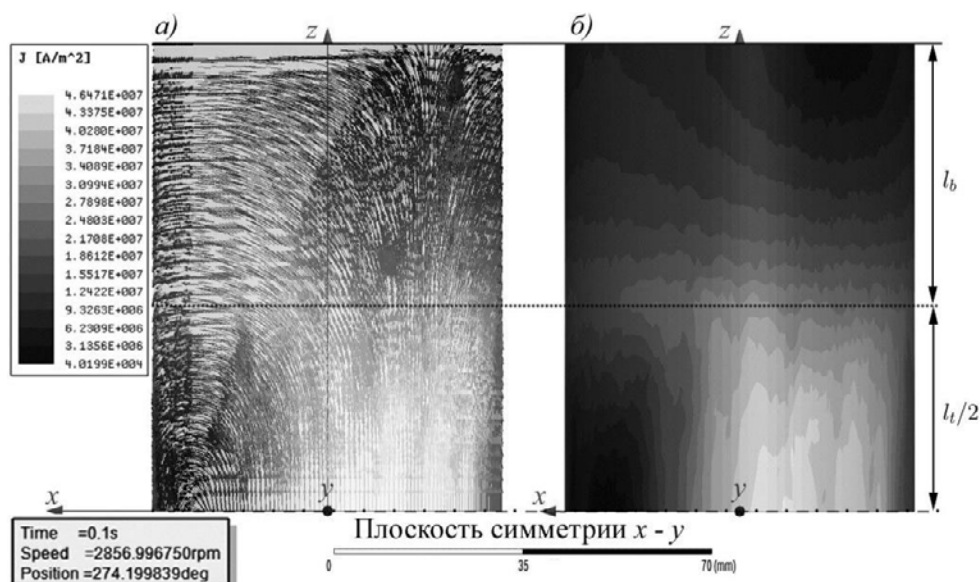 а)
б)
z
z
J [A/m^2]
4.6471E+007
4.3375E+007
4.0280E+007
3.7184E+007
3.4089E+007
3.0994E+007
2.7898E+007
2.4803E+007
2.1708E+007
1.8612E+007
1.5517E+007
1.2422E+007
9.3263E+006
6.2309E+006
3.1356E+006
4.0199E+004
l_b
l_t/2
x
y
x
y
Time =0.1s
Speed =2856.996750rpm
Position =274.199839deg
Плоскость симметрии x - y
0 35 70 (mm)